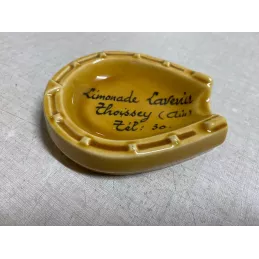 Limonade Lavenir
Thoissey (Ain)
Tél: 30.